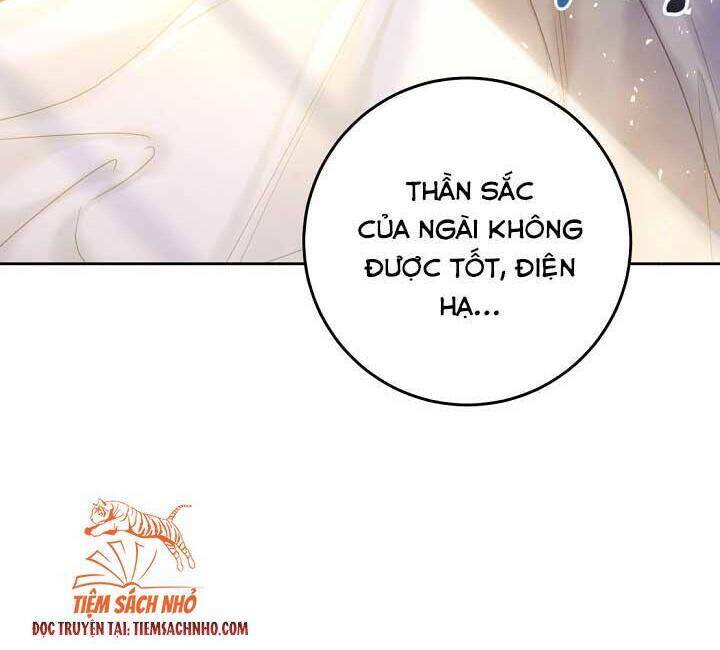 THẦN SẮC
CỦA NGÀI KHÔNG
ĐƯỢC TỐT, ĐIỆN
HẠ...
TIỆM SÁCH NHỎ
ĐỌC TRUYỆN TẠI: TIEMSACHNHO.COM